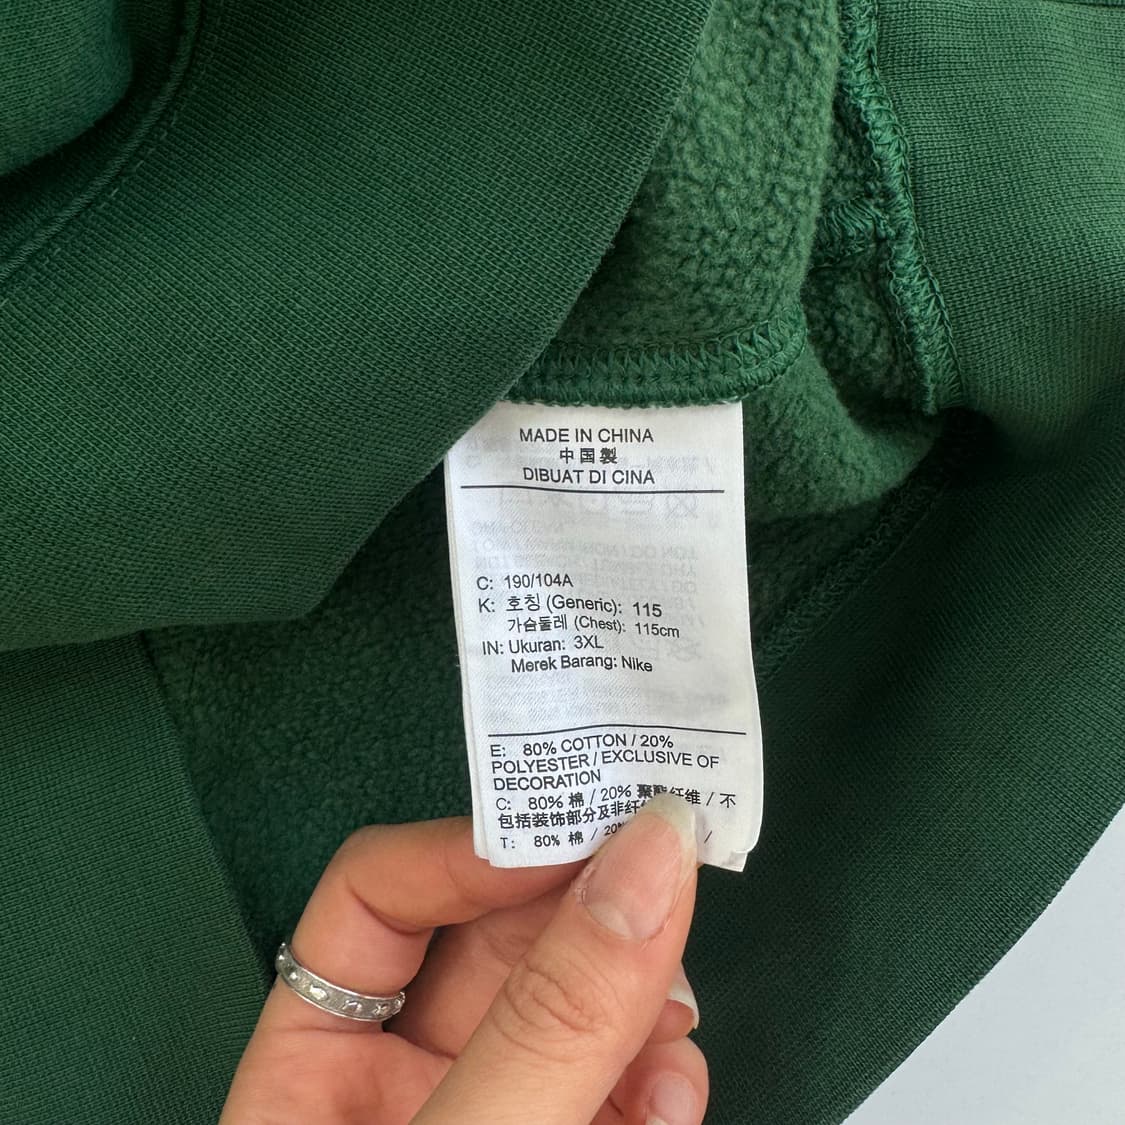 MADE IN CHINA
中国製
DIBUAT DI CINA
C: 190/104A
K: 호칭 (Generic): 115
가슴둘레 (Chest): 115cm
IN: Ukuran: 3XL
Merek Barang: Nike
E: 80% COTTON / 20%
POLYESTER / EXCLUSIVE OF
DECORATION
C: 80% 棉 / 20% 聚酯纤维 / 不
包括装饰部分及非纤
T: 80% 棉 / 20% /